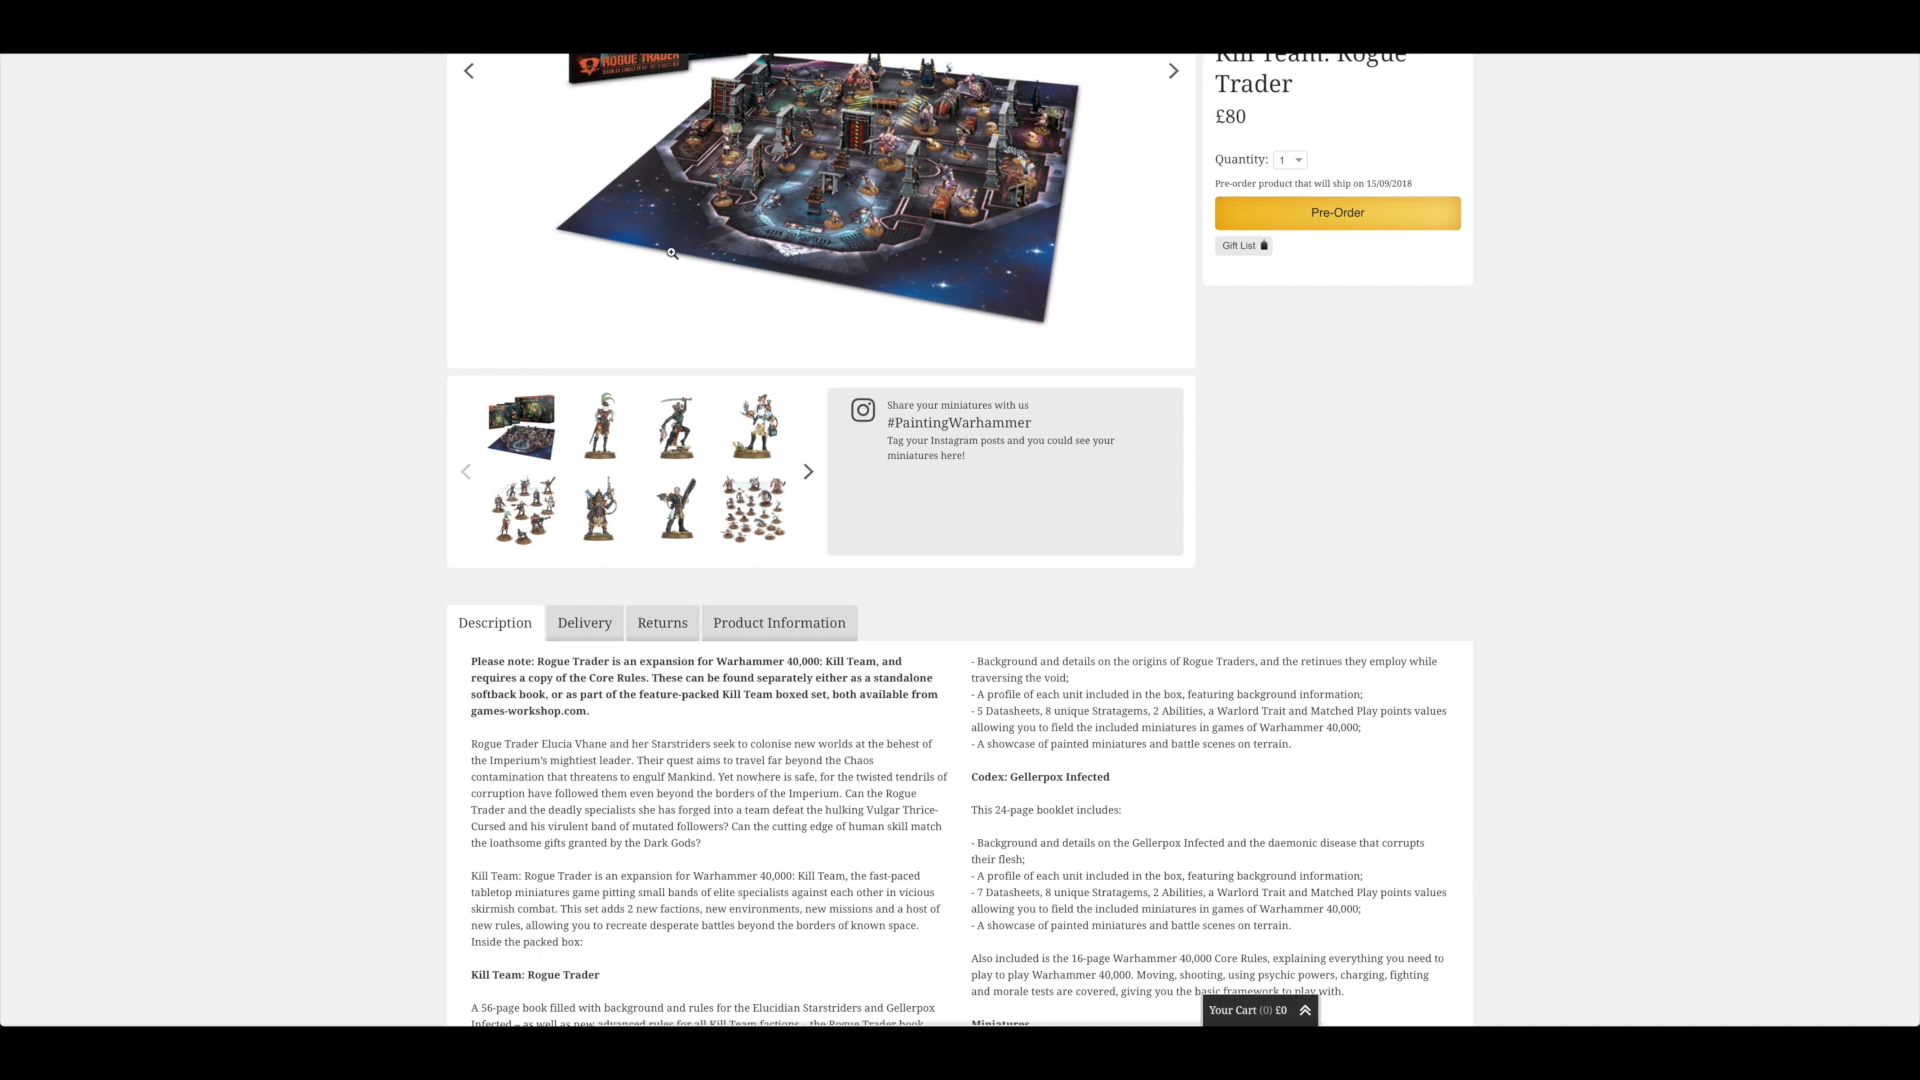 ROGUE TRADER
Kill Team: Rogue
Trader
£80
Quantity: 1
Pre-order product that will ship on 15/09/2018
Pre-Order
Gift List
Share your miniatures with us
#PaintingWarhammer
Tag your Instagram posts and you could see your
miniatures here!
Description
Delivery
Returns
Product Information
Please note: Rogue Trader is an expansion for Warhammer 40,000: Kill Team, and
requires a copy of the Core Rules. These can be found separately either as a standalone
softback book, or as part of the feature-packed Kill Team boxed set, both available from
games-workshop.com.
Rogue Trader Elucia Vhane and her Starstriders seek to colonise new worlds at the behest of
the Imperium's mightiest leader. Their quest aims to travel far beyond the Chaos
contamination that threatens to engulf Mankind. Yet nowhere is safe, for the twisted tendrils of
corruption have followed them even beyond the borders of the Imperium. Can the Rogue
Trader and the deadly specialists she has forged into a team defeat the hulking Vulgar Thrice-
Cursed and his virulent band of mutated followers? Can the cutting edge of human skill match
the loathsome gifts granted by the Dark Gods?
Kill Team: Rogue Trader is an expansion for Warhammer 40,000: Kill Team, the fast-paced
tabletop miniatures game pitting small bands of elite specialists against each other in vicious
skirmish combat. This set adds 2 new factions, new environments, new missions and a host of
new rules, allowing you to recreate desperate battles beyond the borders of known space.
Inside the packed box:
Kill Team: Rogue Trader
A 56-page book filled with background and rules for the Elucidian Starstriders and Gellerpox
Infected – as well as new advanced rules for all Kill Team factions – the Rogue Trader book
- Background and details on the origins of Rogue Traders, and the retinues they employ while
traversing the void;
- A profile of each unit included in the box, featuring background information;
- 5 Datasheets, 8 unique Stratagems, 2 Abilities, a Warlord Trait and Matched Play points values
allowing you to field the included miniatures in games of Warhammer 40,000;
- A showcase of painted miniatures and battle scenes on terrain.
Codex: Gellerpox Infected
This 24-page booklet includes:
- Background and details on the Gellerpox Infected and the daemonic disease that corrupts
their flesh;
- A profile of each unit included in the box, featuring background information;
- 7 Datasheets, 8 unique Stratagems, 2 Abilities, a Warlord Trait and Matched Play points values
allowing you to field the included miniatures in games of Warhammer 40,000;
- A showcase of painted miniatures and battle scenes on terrain.
Also included is the 16-page Warhammer 40,000 Core Rules, explaining everything you need to
play to play Warhammer 40,000. Moving, shooting, using psychic powers, charging, fighting
and morale tests are covered, giving you the basic framework to play with.
Miniatures
Your Cart (0) £0